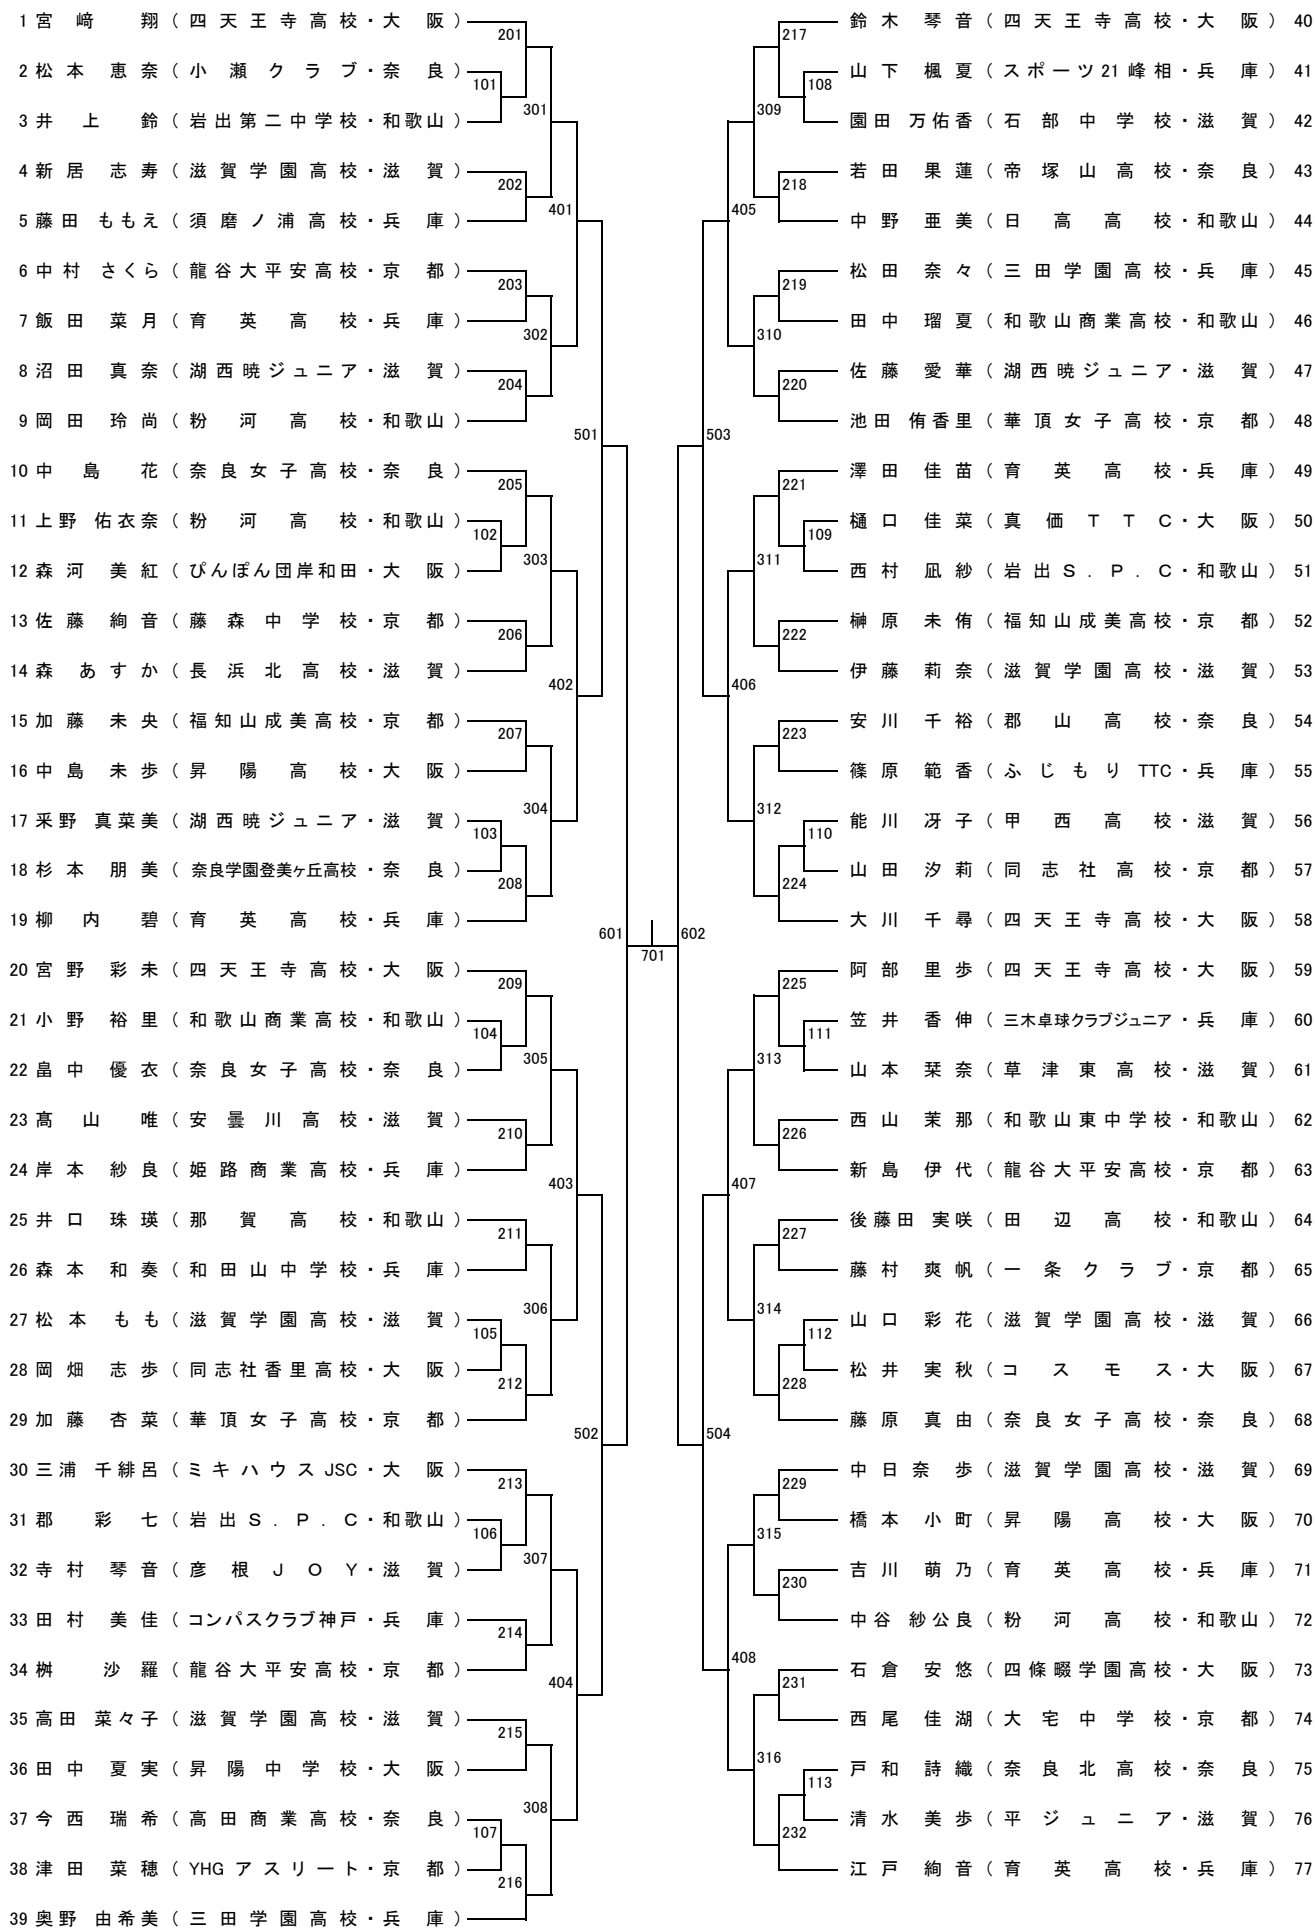 1 宮﨑 翔 (四天王寺高校・大阪)
2 松本 恵奈 (小瀬クラブ・奈良)
3 井上 鈴 (岩出第二中学校・和歌山)
4 新居 志寿 (滋賀学園高校・滋賀)
5 藤田 ももえ (須磨ノ浦高校・兵庫)
6 中村 さくら (龍谷大平安高校・京都)
7 飯田 菜月 (育英高校・兵庫)
8 沼田 真奈 (湖西暁ジュニア・滋賀)
9 岡田 玲尚 (粉河高校・和歌山)
10 中島 花 (奈良女子高校・奈良)
11 上野 佑衣奈 (粉河高校・和歌山)
12 森河 美紅 (ぴんぽん団岸和田・大阪)
13 佐藤 絢音 (藤森中学校・京都)
14 森 あすか (長浜北高校・滋賀)
15 加藤 未央 (福知山成美高校・京都)
16 中島 未歩 (昇陽高校・大阪)
17 采野 真菜美 (湖西暁ジュニア・滋賀)
18 杉本 朋美 (奈良学園登美ヶ丘高校・奈良)
19 柳内 碧 (育英高校・兵庫)
20 宮野 彩未 (四天王寺高校・大阪)
21 小野 裕里 (和歌山商業高校・和歌山)
22 畠中 優衣 (奈良女子高校・奈良)
23 髙山 唯 (安曇川高校・滋賀)
24 岸本 紗良 (姫路商業高校・兵庫)
25 井口 珠瑛 (那賀高校・和歌山)
26 森本 和奏 (和田山中学校・兵庫)
27 松本 もも (滋賀学園高校・滋賀)
28 岡畑 志歩 (同志社香里高校・大阪)
29 加藤 杏菜 (華頂女子高校・京都)
30 三浦 千緋呂 (ミキハウスJSC・大阪)
31 郡 彩七 (岩出S.P.C・和歌山)
32 寺村 琴音 (彦根JOY・滋賀)
33 田村 美佳 (コンパスクラブ神戸・兵庫)
34 桝 沙羅 (龍谷大平安高校・京都)
35 高田 菜々子 (滋賀学園高校・滋賀)
36 田中 夏実 (昇陽中学校・大阪)
37 今西 瑞希 (高田商業高校・奈良)
38 津田 菜穂 (YHGアスリート・京都)
39 奥野 由希美 (三田学園高校・兵庫)
201
101
301
202
401
203
302
204
501
205
102
303
206
402
207
304
103
208
601
209
104
305
210
403
211
306
105
212
502
213
106
307
214
404
215
308
107
216
701
217
108
309
218
405
219
310
220
503
221
109
311
222
406
223
312
110
224
602
225
111
313
226
407
227
314
112
228
504
229
315
230
408
231
316
113
232
鈴木 琴音 (四天王寺高校・大阪) 40
山下 楓夏 (スポーツ21峰相・兵庫) 41
園田 万佑香 (石部中学校・滋賀) 42
若田 果蓮 (帝塚山高校・奈良) 43
中野 亜美 (日高高校・和歌山) 44
松田 奈々 (三田学園高校・兵庫) 45
田中 瑠夏 (和歌山商業高校・和歌山) 46
佐藤 愛華 (湖西暁ジュニア・滋賀) 47
池田 侑香里 (華頂女子高校・京都) 48
澤田 佳苗 (育英高校・兵庫) 49
樋口 佳菜 (真価TTC・大阪) 50
西村 凪紗 (岩出S.P.C・和歌山) 51
榊原 未侑 (福知山成美高校・京都) 52
伊藤 莉奈 (滋賀学園高校・滋賀) 53
安川 千裕 (郡山高校・奈良) 54
篠原 範香 (ふじもりTTC・兵庫) 55
能川 冴子 (甲西高校・滋賀) 56
山田 汐莉 (同志社高校・京都) 57
大川 千尋 (四天王寺高校・大阪) 58
阿部 里歩 (四天王寺高校・大阪) 59
笠井 香伸 (三木卓球クラブジュニア・兵庫) 60
山本 栞奈 (草津東高校・滋賀) 61
西山 茉那 (和歌山東中学校・和歌山) 62
新島 伊代 (龍谷大平安高校・京都) 63
後藤田 実咲 (田辺高校・和歌山) 64
藤村 爽帆 (一条クラブ・京都) 65
山口 彩花 (滋賀学園高校・滋賀) 66
松井 実秋 (コスモス・大阪) 67
藤原 真由 (奈良女子高校・奈良) 68
中日奈 歩 (滋賀学園高校・滋賀) 69
橋本 小町 (昇陽高校・大阪) 70
吉川 萌乃 (育英高校・兵庫) 71
中谷 紗公良 (粉河高校・和歌山) 72
石倉 安悠 (四條畷学園高校・大阪) 73
西尾 佳湖 (大宅中学校・京都) 74
戸和 詩織 (奈良北高校・奈良) 75
清水 美歩 (平ジュニア・滋賀) 76
江戸 絢音 (育英高校・兵庫) 77